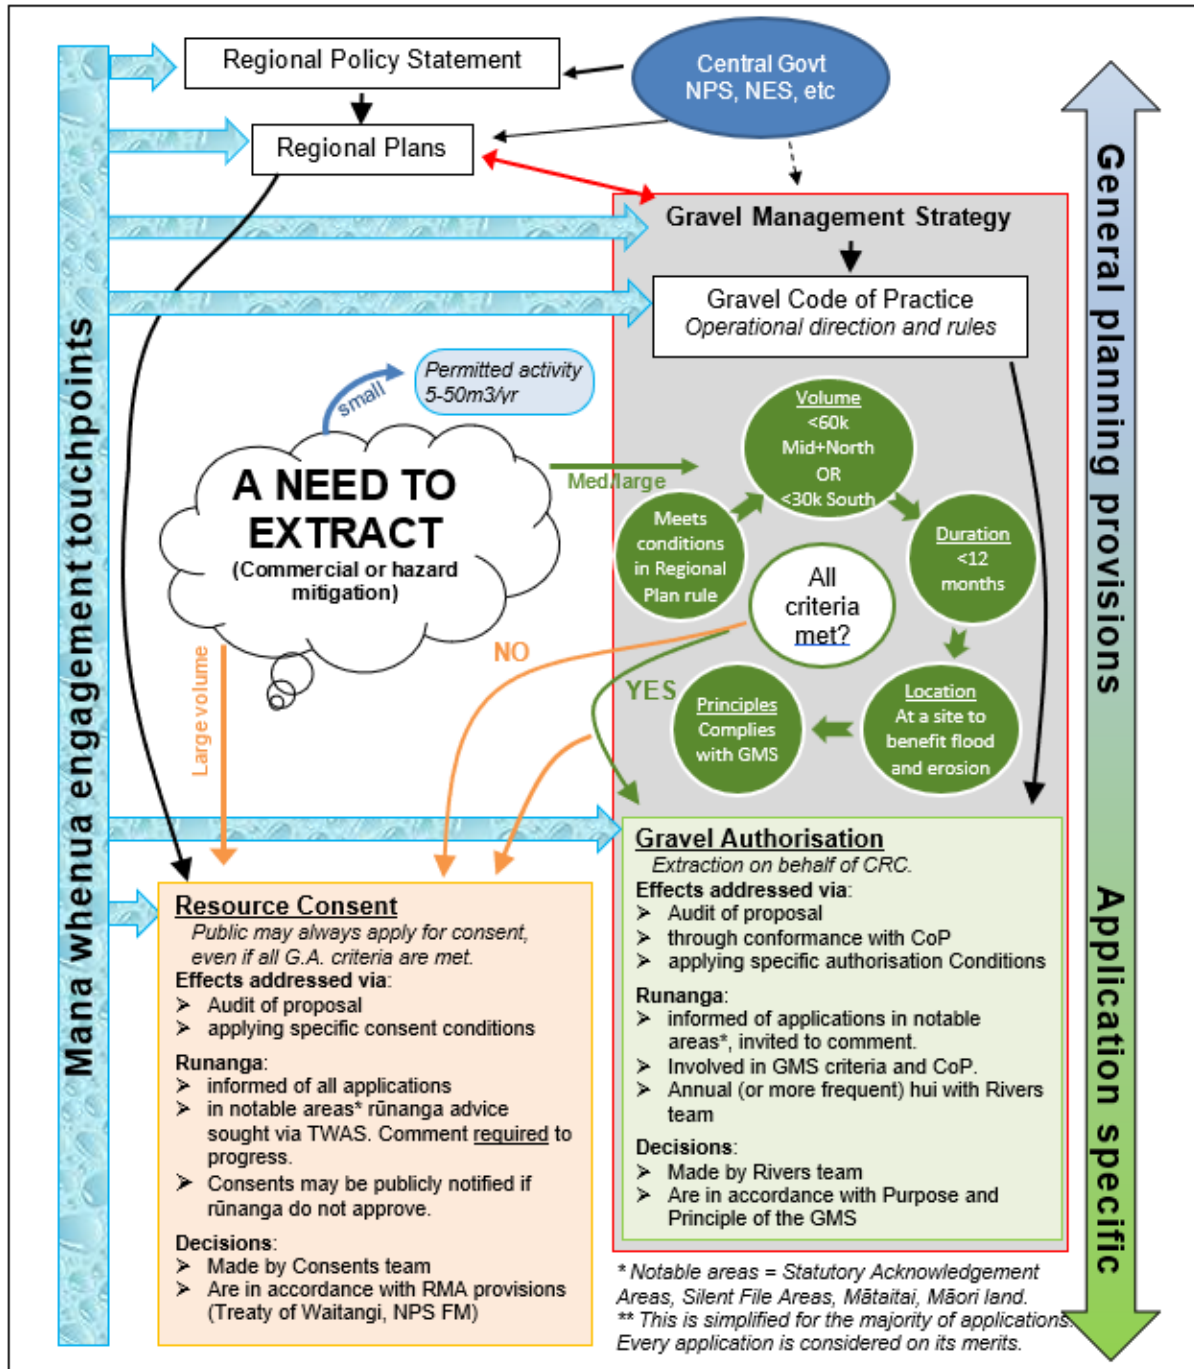 Regional Policy Statement
Central Govt
NPS, NES, etc
Regional Plans
Gravel Management Strategy
Gravel Code of Practice
Operational direction and rules
Mana whenua engagement touchpoints
General planning provisions
Application specific
small
Permitted activity
5-50m3/yr
A NEED TO
EXTRACT
(Commercial or hazard
mitigation)
Med/large
Large volume
Meets
conditions
in Regional
Plan rule
Volume
<60k
Mid+North
OR
<30k South
Duration
<12
months
Location
At a site to
benefit flood
and erosion
Principles
Complies
with GMS
All
criteria
met?
NO
YES
Resource Consent
Public may always apply for consent,
even if all G.A. criteria are met.
Effects addressed via:
➢ Audit of proposal
➢ applying specific consent conditions
Runanga:
➢ informed of all applications
➢ in notable areas* rūnanga advice
sought via TWAS. Comment required to
progress.
➢ Consents may be publicly notified if
rūnanga do not approve.
Decisions:
➢ Made by Consents team
➢ Are in accordance with RMA provisions
(Treaty of Waitangi, NPS FM)
Gravel Authorisation
Extraction on behalf of CRC.
Effects addressed via:
➢ Audit of proposal
➢ through conformance with CoP
➢ applying specific authorisation Conditions
Runanga:
➢ informed of applications in notable
areas*, invited to comment.
➢ Involved in GMS criteria and CoP.
➢ Annual (or more frequent) hui with Rivers
team
Decisions:
➢ Made by Rivers team
➢ Are in accordance with Purpose and
Principle of the GMS
* Notable areas = Statutory Acknowledgement
Areas, Silent File Areas, Mātaitai, Māori land.
** This is simplified for the majority of applications.
Every application is considered on its merits.